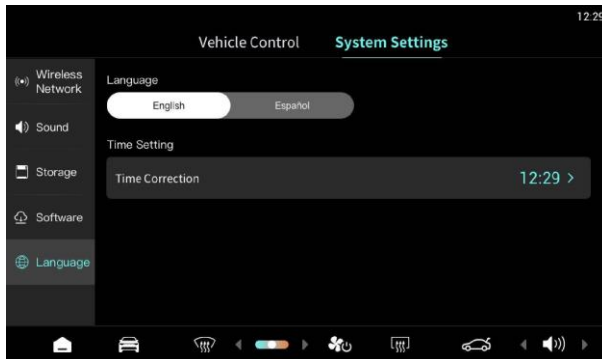 12:29
Vehicle Control System Settings
Wireless
Network
Language
English Español
Sound
Time Setting
Storage
Time Correction 12:29 >
Software
Language